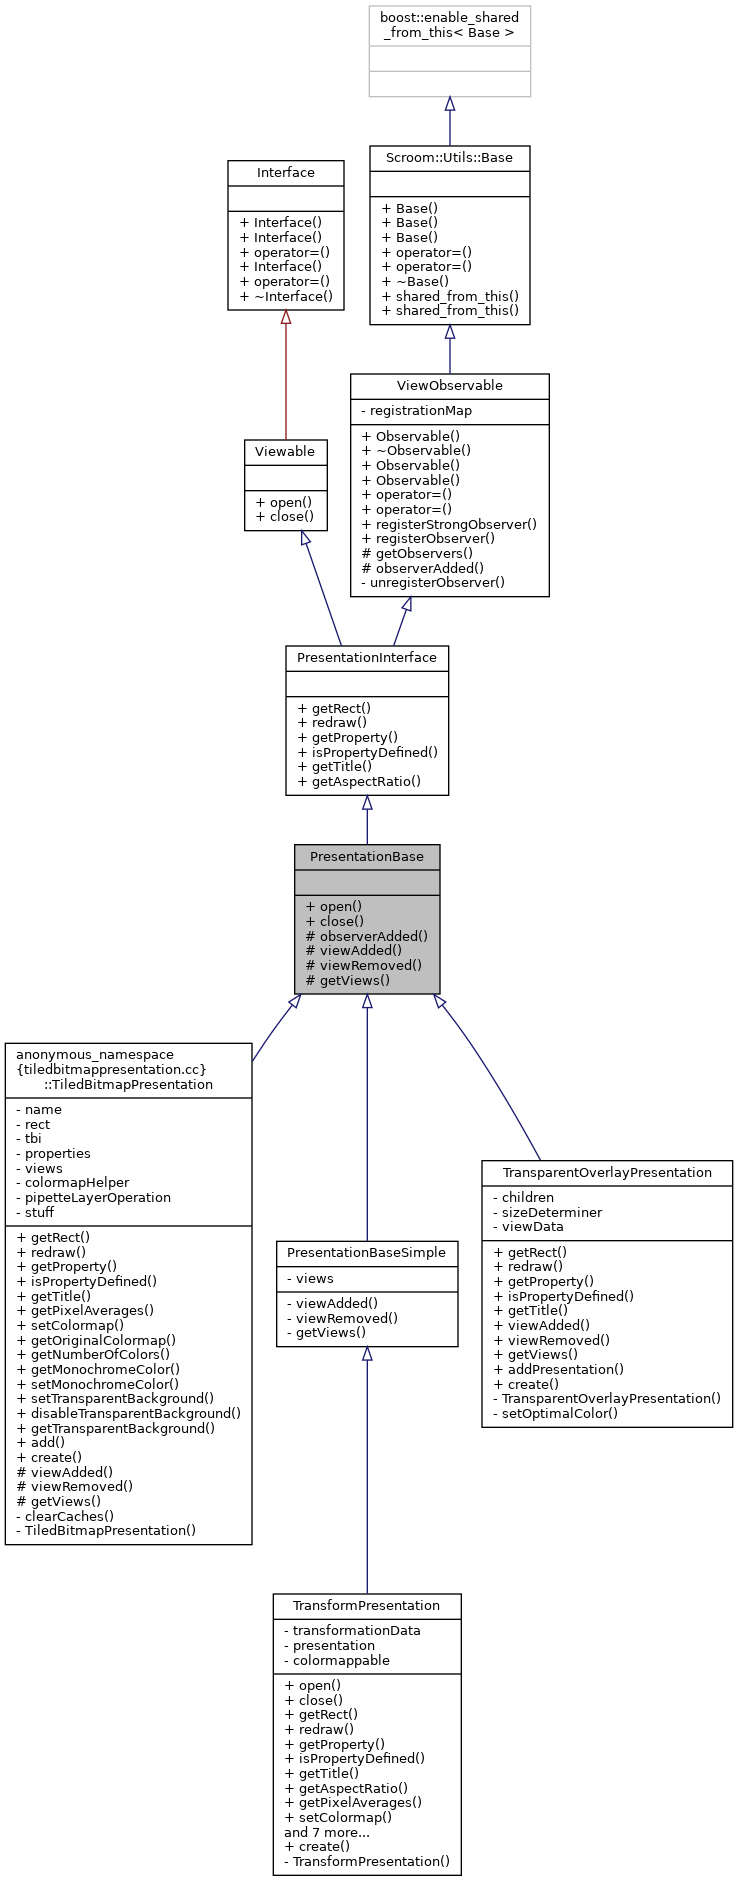 boost::enable_shared
_from_this< Base >
Scroom::Utils::Base
+ Base()
+ Base()
+ Base()
+ operator=()
+ operator=()
+ ~Base()
+ shared_from_this()
+ shared_from_this()
Interface
+ Interface()
+ Interface()
+ operator=()
+ Interface()
+ operator=()
+ ~Interface()
ViewObservable
- registrationMap
+ Observable()
+ ~Observable()
+ Observable()
+ Observable()
+ operator=()
+ operator=()
+ registerStrongObserver()
+ registerObserver()
# getObservers()
# observerAdded()
- unregisterObserver()
Viewable
+ open()
+ close()
PresentationInterface
+ getRect()
+ redraw()
+ getProperty()
+ isPropertyDefined()
+ getTitle()
+ getAspectRatio()
PresentationBase
+ open()
+ close()
# observerAdded()
# viewAdded()
# viewRemoved()
# getViews()
anonymous_namespace
{tiledbitmappresentation.cc}
::TiledBitmapPresentation
- name
- rect
- tbi
- properties
- views
- colormapHelper
- pipetteLayerOperation
- stuff
+ getRect()
+ redraw()
+ getProperty()
+ isPropertyDefined()
+ getTitle()
+ getPixelAverages()
+ setColormap()
+ getOriginalColormap()
+ getNumberOfColors()
+ getMonochromeColor()
+ setMonochromeColor()
+ setTransparentBackground()
+ disableTransparentBackground()
+ getTransparentBackground()
+ add()
+ create()
# viewAdded()
# viewRemoved()
# getViews()
- clearCaches()
- TiledBitmapPresentation()
PresentationBaseSimple
- views
- viewAdded()
- viewRemoved()
- getViews()
TransparentOverlayPresentation
- children
- sizeDeterminer
- viewData
+ getRect()
+ redraw()
+ getProperty()
+ isPropertyDefined()
+ getTitle()
+ viewAdded()
+ viewRemoved()
+ getViews()
+ addPresentation()
+ create()
- TransparentOverlayPresentation()
- setOptimalColor()
TransformPresentation
- transformationData
- presentation
- colormappable
+ open()
+ close()
+ getRect()
+ redraw()
+ getProperty()
+ isPropertyDefined()
+ getTitle()
+ getAspectRatio()
+ getPixelAverages()
+ setColormap()
and 7 more...
+ create()
- TransformPresentation()